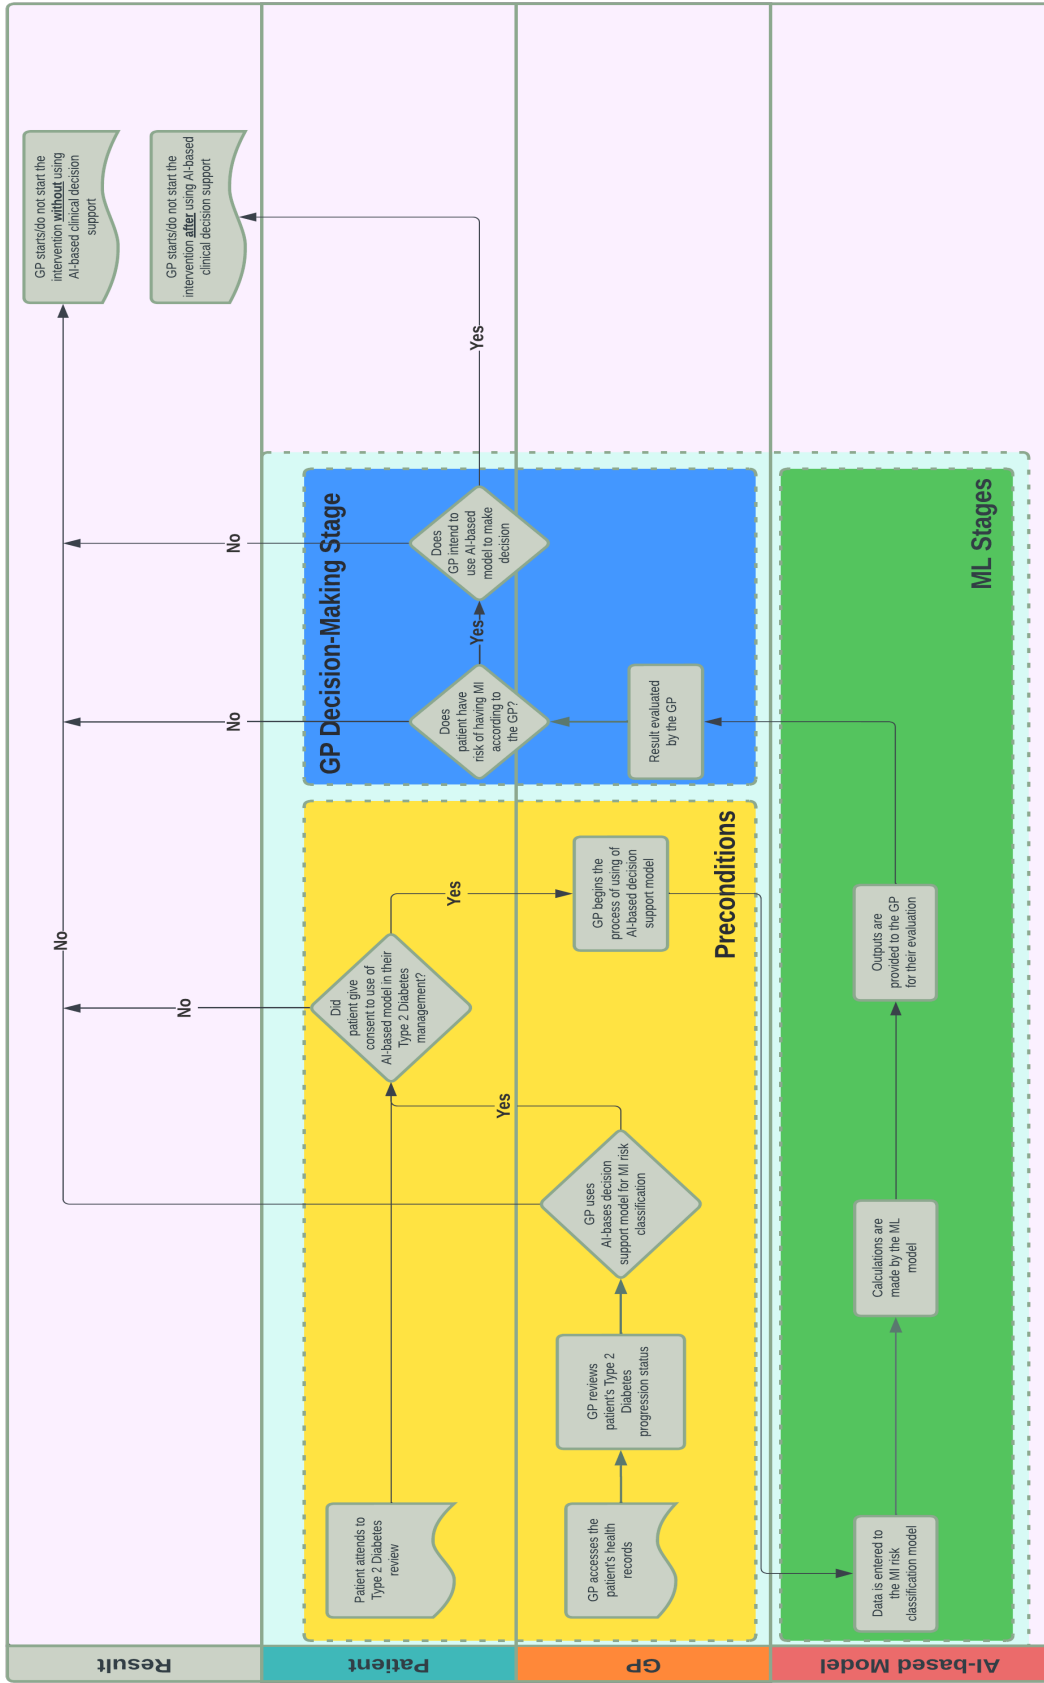 Result
GP starts/do not start the
intervention without using
AI-based clinical decision
support
GP starts/do not start the
intervention after using AI-based
clinical decision support
No
No
No
No
Patient
Patient attends to
Type 2 Diabetes
review
Did
patient give
consent to use of
AI-based model in their
Type 2 Diabetes
management?
Yes
Yes
GP Decision-Making Stage
Does
patient have
risk of having MI
according to
the GP?
Yes
Does
GP intend to
use AI-based
model to make
decision
Yes
GP
GP accesses the
patient's health
records
GP reviews
patient's Type 2
Diabetes
progression status
GP uses
AI-bases decision
support model for MI risk
classification
GP begins the
process of using of
AI-based decision
support model
Preconditions
Result evaluated
by the GP
AI-based Model
Data is entered to
the MI risk
classification model
Calculations are
made by the ML
model
Outputs are
provided to the GP
for their evaluation
ML Stages